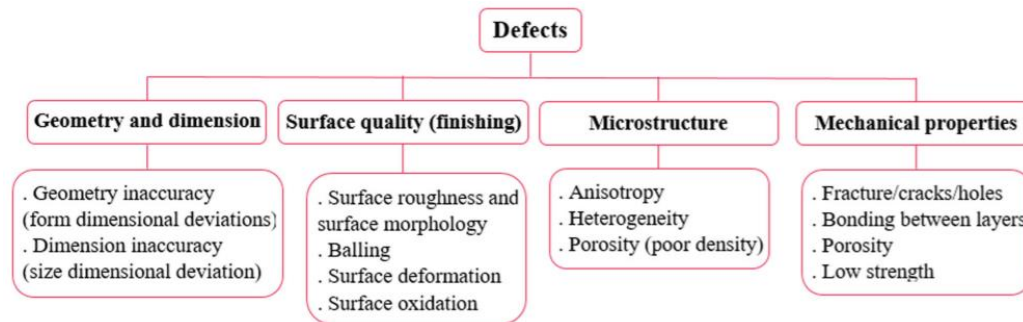 Defects
Geometry and dimension
Surface quality (finishing)
Microstructure
Mechanical properties
. Geometry inaccuracy
(form dimensional deviations)
. Dimension inaccuracy
(size dimensional deviation)
. Surface roughness and
surface morphology
. Balling
. Surface deformation
. Surface oxidation
. Anisotropy
. Heterogeneity
. Porosity (poor density)
. Fracture/cracks/holes
. Bonding between layers
. Porosity
. Low strength